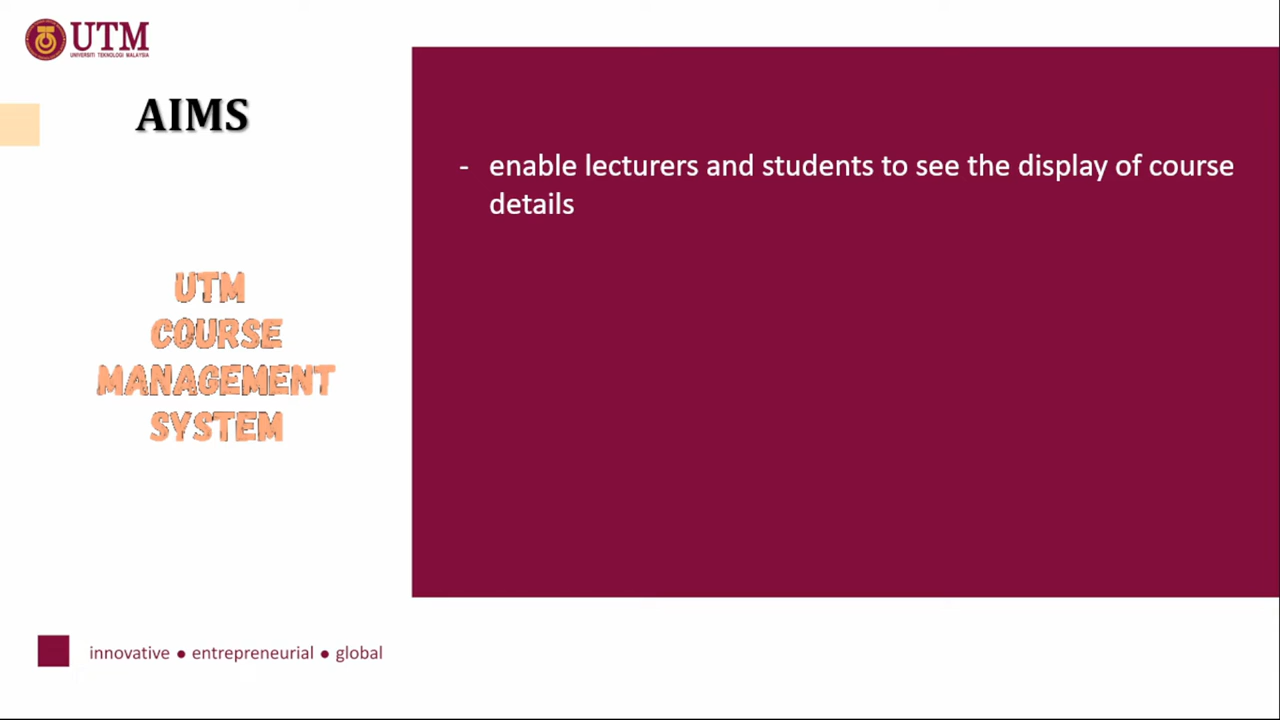 UTM
UNIVERSITI TEKNOLOGI MALAYSIA
AIMS
- enable lecturers and students to see the display of course
details
UTM
COURSE
MANAGEMENT
SYSTEM
innovative ● entrepreneurial ● global